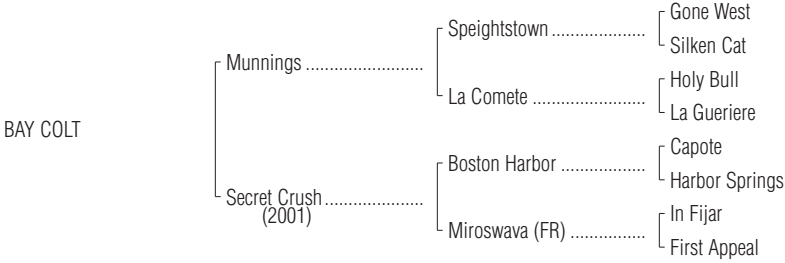 Gone West
Speightstown ....................
Silken Cat
Munnings .........................
Holy Bull
La Comete ........................
La Gueriere
BAY COLT
Capote
Boston Harbor ..................
Harbor Springs
Secret Crush.....................
(2001)
In Fijar
Miroswava (FR) ................
First Appeal